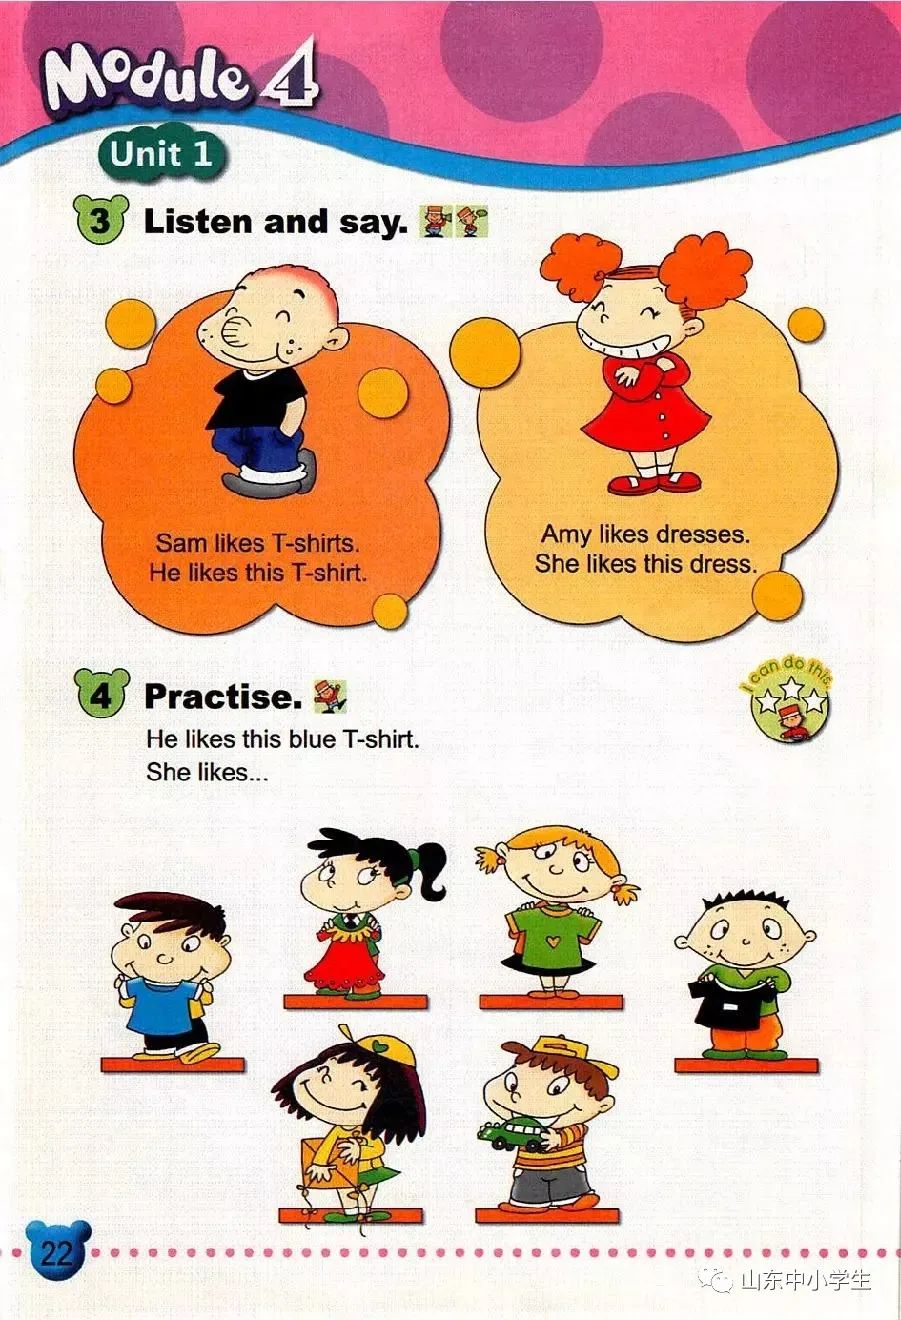 Module 4
Unit 1
3 Listen and say.
Sam likes T-shirts.
He likes this T-shirt.
Amy likes dresses.
She likes this dress.
4 Practise.
I can do this.
He likes this blue T-shirt.
She likes...
22
山东中小学生